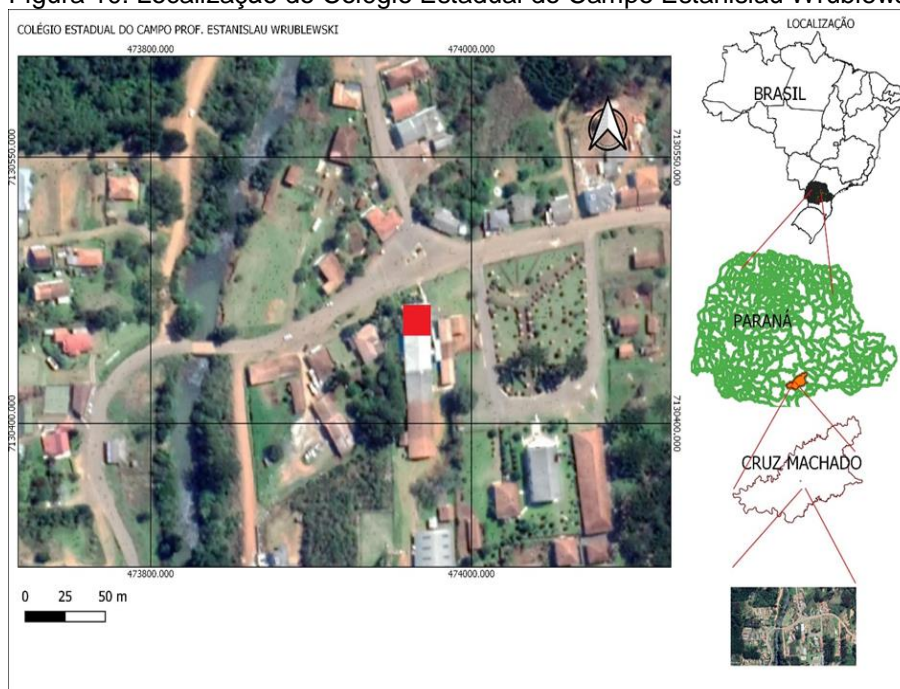 Figura 10: Localização do Colégio Estadual do Campo Estanislau Wrublews
COLÉGIO ESTADUAL DO CAMPO PROF. ESTANISLAU WRUBLEWSKI
LOCALIZAÇÃO
473800.000
474000.000
BRASIL
7130550.000
7130550.000
PARANÁ
7130400.000
7130400.000
CRUZ MACHADO
473800.000
474000.000
0 25 50 m